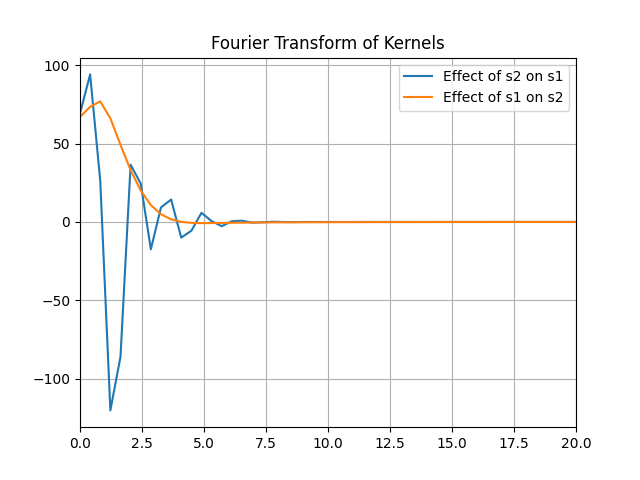 Fourier Transform of Kernels
Effect of s2 on s1
Effect of s1 on s2
100
50
0
−50
−100
0.0 2.5 5.0 7.5 10.0 12.5 15.0 17.5 20.0